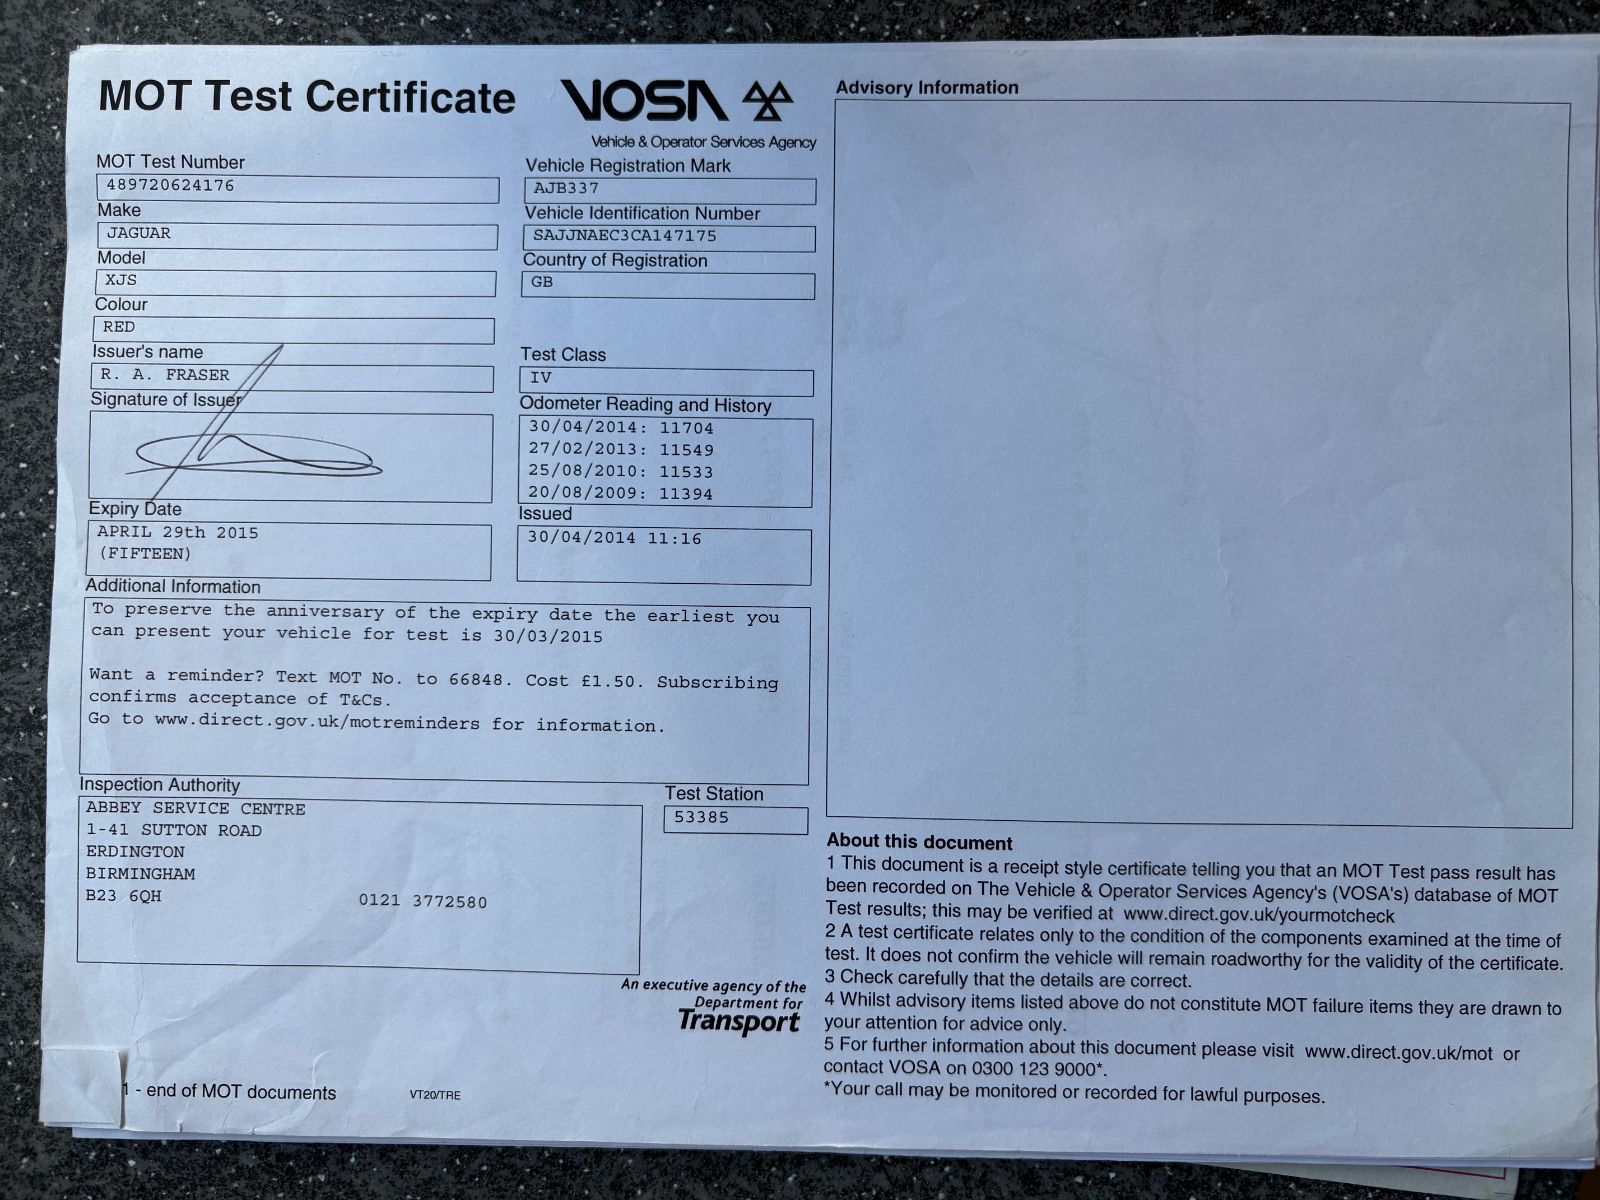 MOT Test Certificate
VOSA
Vehicle & Operator Services Agency
MOT Test Number
489720624176
Make
JAGUAR
Model
XJS
Colour
RED
Issuer's name
R. A. FRASER
Signature of Issuer
Expiry Date
APRIL 29th 2015
(FIFTEEN)
Vehicle Registration Mark
AJB337
Vehicle Identification Number
SAJJNAEC3CA147175
Country of Registration
GB
Test Class
IV
Odometer Reading and History
30/04/2014: 11704
27/02/2013: 11549
25/08/2010: 11533
20/08/2009: 11394
Issued
30/04/2014 11:16
Additional Information
To preserve the anniversary of the expiry date the earliest you
can present your vehicle for test is 30/03/2015
Want a reminder? Text MOT No. to 66848. Cost £1.50. Subscribing
confirms acceptance of T&Cs.
Go to www.direct.gov.uk/motreminders for information.
Inspection Authority
ABBEY SERVICE CENTRE
1-41 SUTTON ROAD
ERDINGTON
BIRMINGHAM
B23 6QH 0121 3772580
Test Station
53385
An executive agency of the
Department for
Transport
1 - end of MOT documents
VT20/TRE
Advisory Information
About this document
1 This document is a receipt style certificate telling you that an MOT Test pass result has
been recorded on The Vehicle & Operator Services Agency's (VOSA's) database of MOT
Test results; this may be verified at www.direct.gov.uk/yourmotcheck
2 A test certificate relates only to the condition of the components examined at the time of
test. It does not confirm the vehicle will remain roadworthy for the validity of the certificate.
3 Check carefully that the details are correct.
4 Whilst advisory items listed above do not constitute MOT failure items they are drawn to
your attention for advice only.
5 For further information about this document please visit www.direct.gov.uk/mot or
contact VOSA on 0300 123 9000*.
*Your call may be monitored or recorded for lawful purposes.